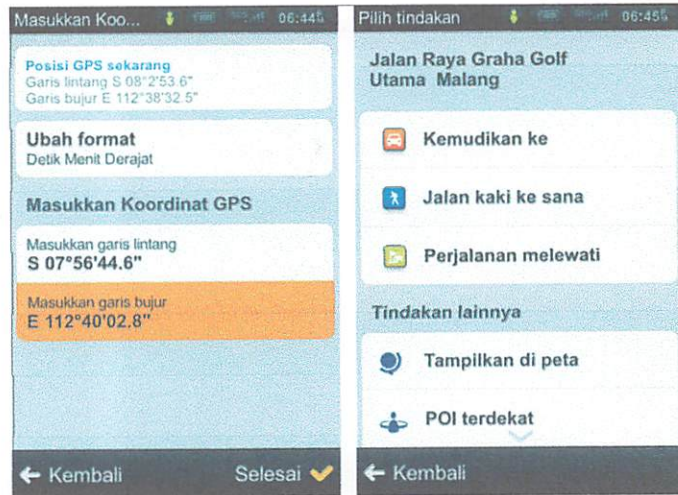 Masukkan Koo...
06:44
Posisi GPS sekarang
Garis lintang S 08°2'53.6"
Garis bujur E 112°38'32.5"
Ubah format
Detik Menit Derajat
Masukkan Koordinat GPS
Masukkan garis lintang
S 07°56'44.6"
Masukkan garis bujur
E 112°40'02.8"
Kembali
Selesai
Pilih tindakan
06:45
Jalan Raya Graha Golf
Utama Malang
Kemudikan ke
Jalan kaki ke sana
Perjalanan melewati
Tindakan lainnya
Tampilkan di peta
POI terdekat
Kembali